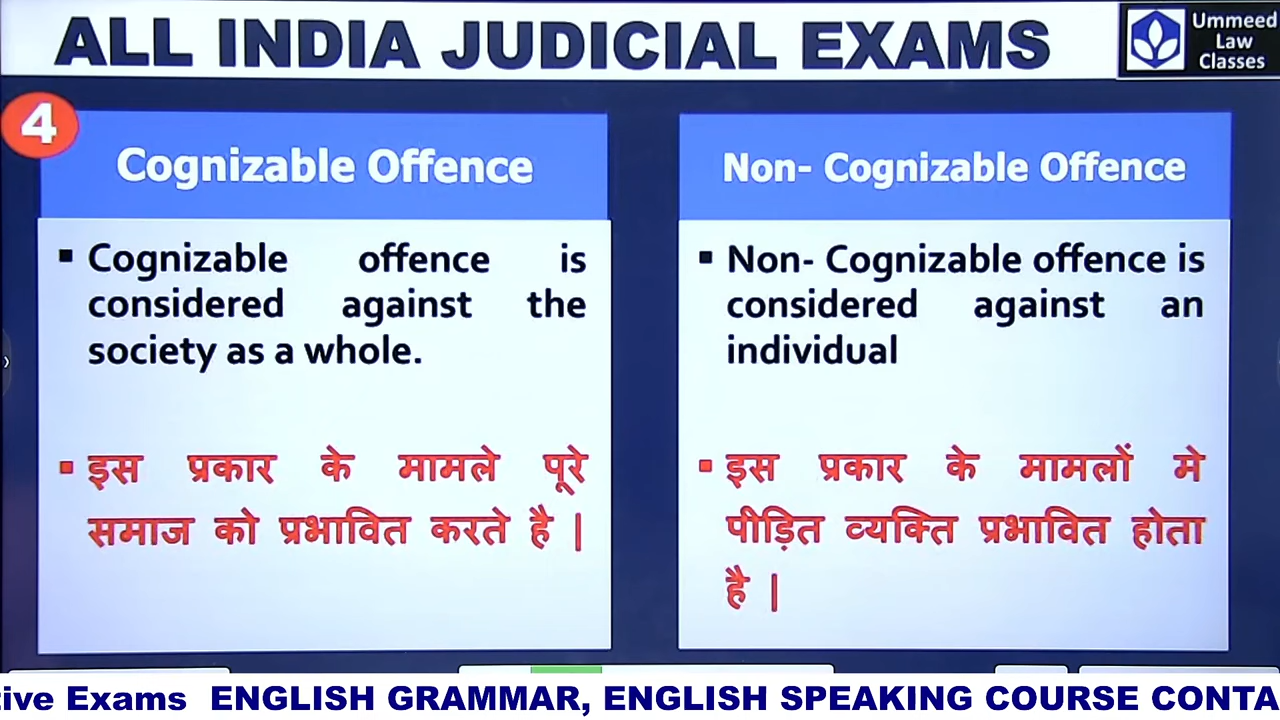 ALL INDIA JUDICIAL EXAMS
Ummeed
Law
Classes
4
Cognizable Offence
▪ Cognizable offence is
considered against the
society as a whole.
▪ इस प्रकार के मामले पूरे
समाज को प्रभावित करते है |
Non- Cognizable Offence
▪ Non- Cognizable offence is
considered against an
individual
▪ इस प्रकार के मामलों मे
पीड़ित व्यक्ति प्रभावित होता
है |
tive Exams ENGLISH GRAMMAR, ENGLISH SPEAKING COURSE CONTA